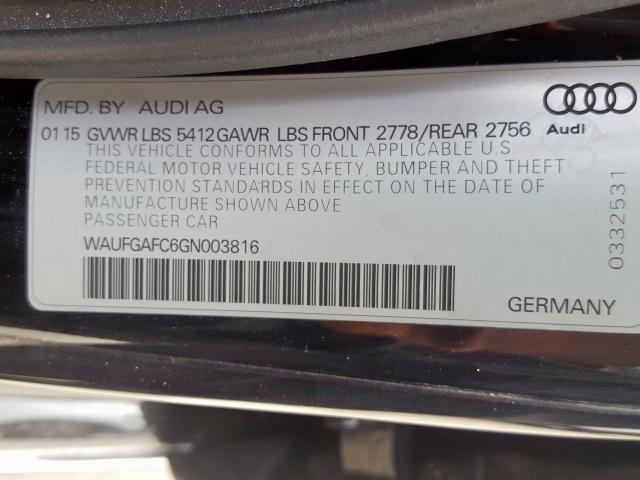 MFD. BY AUDI AG
01 15 GVWR LBS 5412 GAWR LBS FRONT 2778/REAR 2756
THIS VEHICLE CONFORMS TO ALL APPLICABLE U.S.
FEDERAL MOTOR VEHICLE SAFETY, BUMPER AND THEFT
PREVENTION STANDARDS IN EFFECT ON THE DATE OF
MANUFACTURE SHOWN ABOVE
PASSENGER CAR
WAUFGAFC6GN003816
Audi
0332531
GERMANY